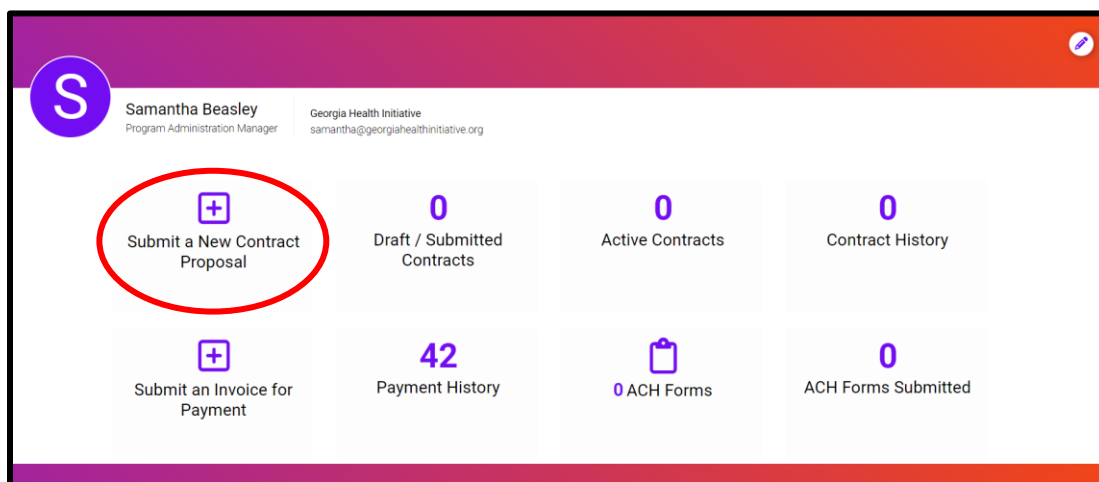 S
Samantha Beasley
Program Administration Manager
Georgia Health Initiative
samantha@georgiahealthinitiative.org
Submit a New Contract
Proposal
0
Draft / Submitted
Contracts
0
Active Contracts
0
Contract History
Submit an Invoice for
Payment
42
Payment History
0 ACH Forms
0
ACH Forms Submitted